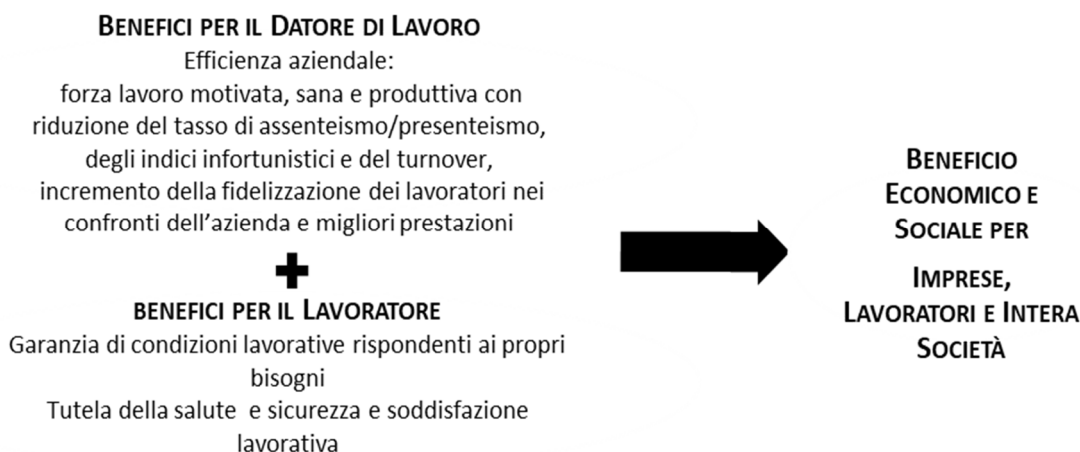 BENEFICI PER IL DATORE DI LAVORO
Efficienza aziendale:
forza lavoro motivata, sana e produttiva con
riduzione del tasso di assenteismo/presenteismo,
degli indici infortunistici e del turnover,
incremento della fidelizzazione dei lavoratori nei
confronti dell’azienda e migliori prestazioni
BENEFICI PER IL LAVORATORE
Garanzia di condizioni lavorative rispondenti ai propri
bisogni
Tutela della salute e sicurezza e soddisfazione
lavorativa
BENEFICIO
ECONOMICO E
SOCIALE PER
IMPRESE,
LAVORATORI E INTERA
SOCIETÀ